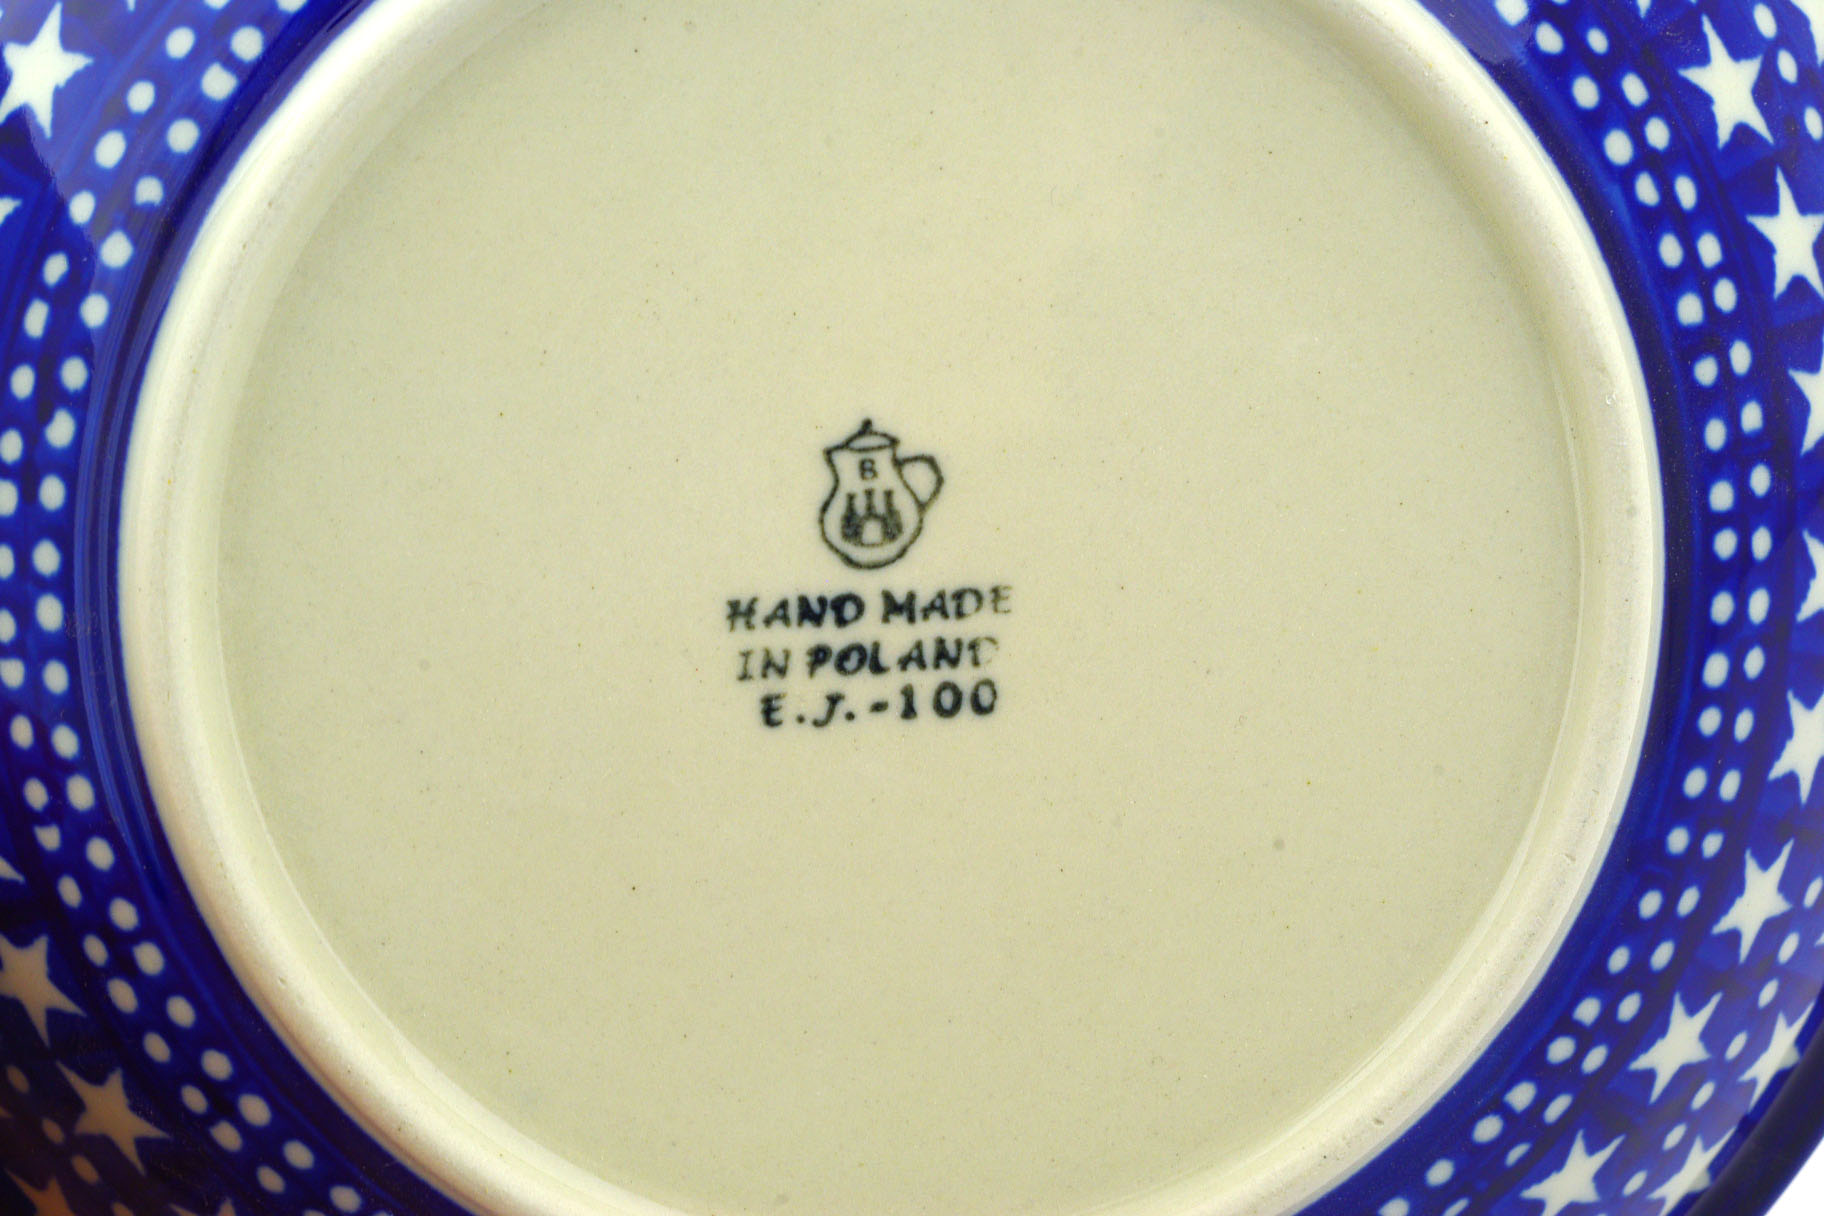 B
HAND MADE
IN POLAND
E.J.-100